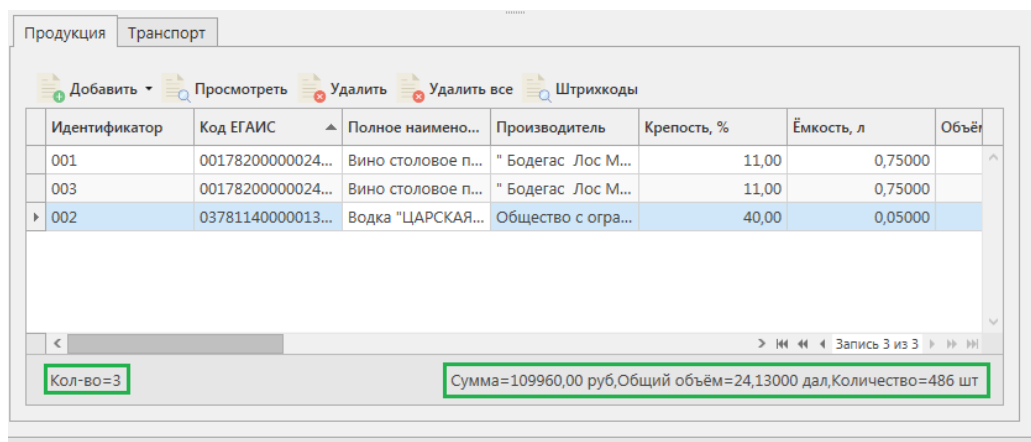 Продукция Транспорт
Добавить Просмотреть Удалить Удалить все Штрихкоды
Идентификатор Код ЕГАИС Полное наимено... Производитель Крепость, % Ёмкость, л Объё
001 00178200000024... Вино столовое п... " Бодегас Лос М... 11,00 0,75000
003 00178200000024... Вино столовое п... " Бодегас Лос М... 11,00 0,75000
002 03781140000013... Водка "ЦАРСКАЯ... Общество с огра... 40,00 0,05000
Запись 3 из 3
Кол-во=3 Сумма=109960,00 руб,Общий объём=24,13000 дал,Количество=486 шт